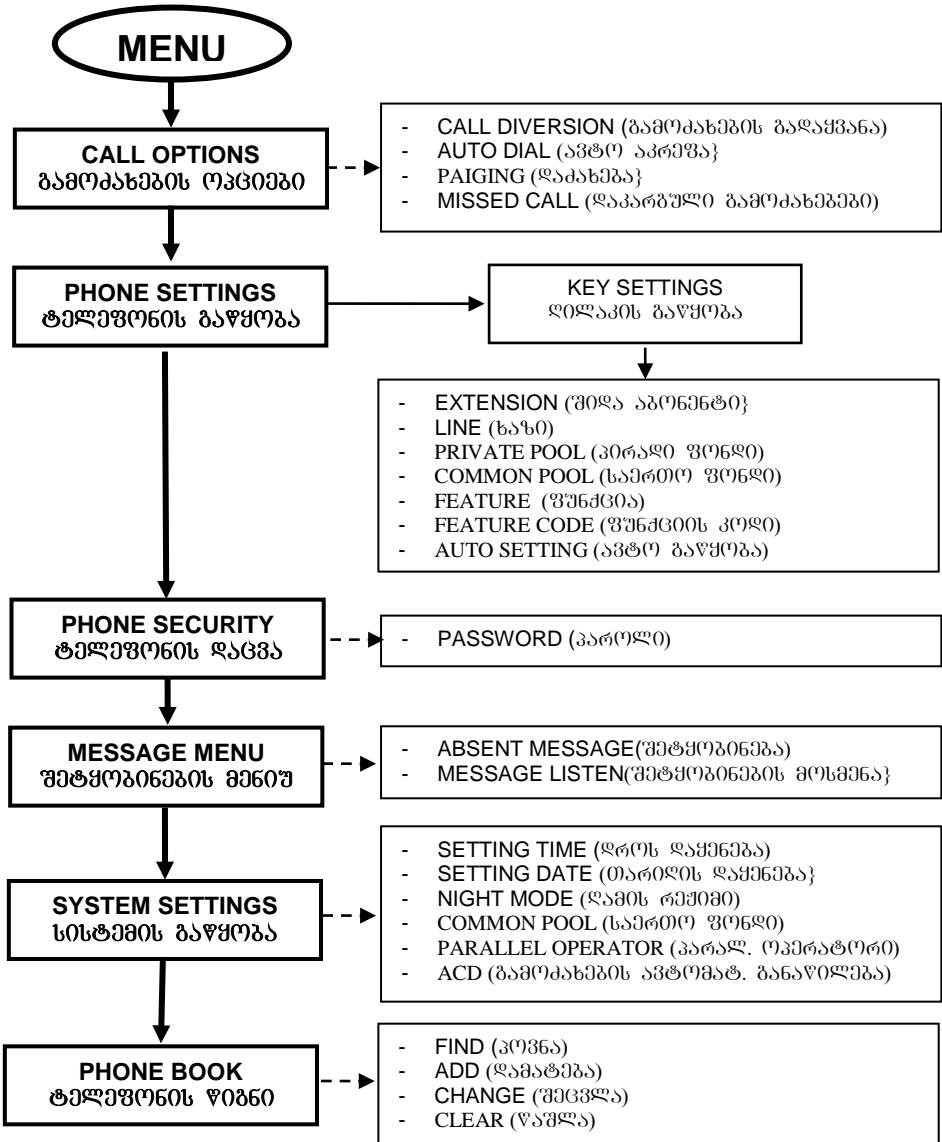 MENU
CALL OPTIONS
გამოძახების ოპციები
- CALL DIVERSION (გამოძახების გადაყვანა)
- AUTO DIAL (ავტო აკრეფა}
- PAIGING (დაძახება}
- MISSED CALL (დაკარგული გამოძახებები)
PHONE SETTINGS
ტელეფონის გაწყობა
KEY SETTINGS
ღილაკის გაწყობა
- EXTENSION (შიდა აბონენტი}
- LINE (ხაზი)
- PRIVATE POOL (პირადი ფონდი)
- COMMON POOL (საერთო ფონდი)
- FEATURE (ფუნქცია)
- FEATURE CODE (ფუნქციის კოდი)
- AUTO SETTING (ავტო გაწყობა)
PHONE SECURITY
ტელეფონის დაცვა
- PASSWORD (პაროლი)
MESSAGE MENU
შეტყობინების მენიუ
- ABSENT MESSAGE(შეტყობინება)
- MESSAGE LISTEN(შეტყობინების მოსმენა}
SYSTEM SETTINGS
სისტემის გაწყობა
- SETTING TIME (დროს დაყენება)
- SETTING DATE (თარიღის დაყენება}
- NIGHT MODE (ღამის რეჟიმი)
- COMMON POOL (საერთო ფონდი)
- PARALLEL OPERATOR (პარალ. ოპერატორი)
- ACD (გამოძახების ავტომატ. განაწილება)
PHONE BOOK
ტელეფონის წიგნი
- FIND (პოვნა)
- ADD (დამატება)
- CHANGE (შეცვლა)
- CLEAR (წაშლა)